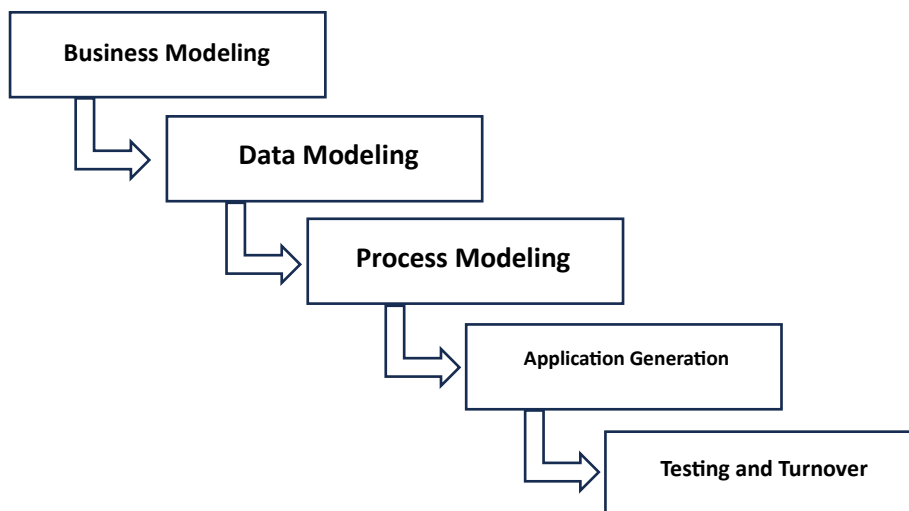 Business Modeling
Data Modeling
Process Modeling
Application Generation
Testing and Turnover